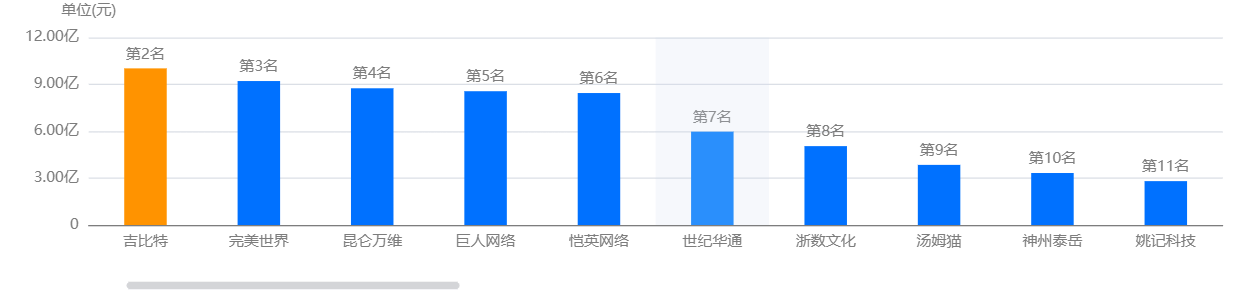 单位(元)
12.00亿
9.00亿
6.00亿
3.00亿
0
第2名
第3名
第4名
第5名
第6名
第7名
第8名
第9名
第10名
第11名
吉比特
完美世界
昆仑万维
巨人网络
恺英网络
世纪华通
浙数文化
汤姆猫
神州泰岳
姚记科技